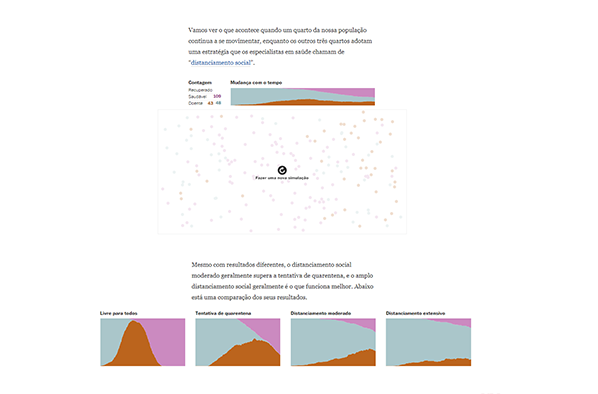 Vamos ver o que acontece quando um quarto da nossa população
continua a se movimentar, enquanto os outros três quartos adotam
uma estratégia que os especialistas em saúde chamam de
"distanciamento social".
Contagem
Mudança com o tempo
Recuperado
Saudável 108
Doente 43 48
Fazer uma nova simulação
Mesmo com resultados diferentes, o distanciamento social
moderado geralmente supera a tentativa de quarentena, e o amplo
distanciamento social geralmente é o que funciona melhor. Abaixo
está uma comparação dos seus resultados.
Livre para todos
Tentativa de quarentena
Distanciamento moderado
Distanciamento extensivo